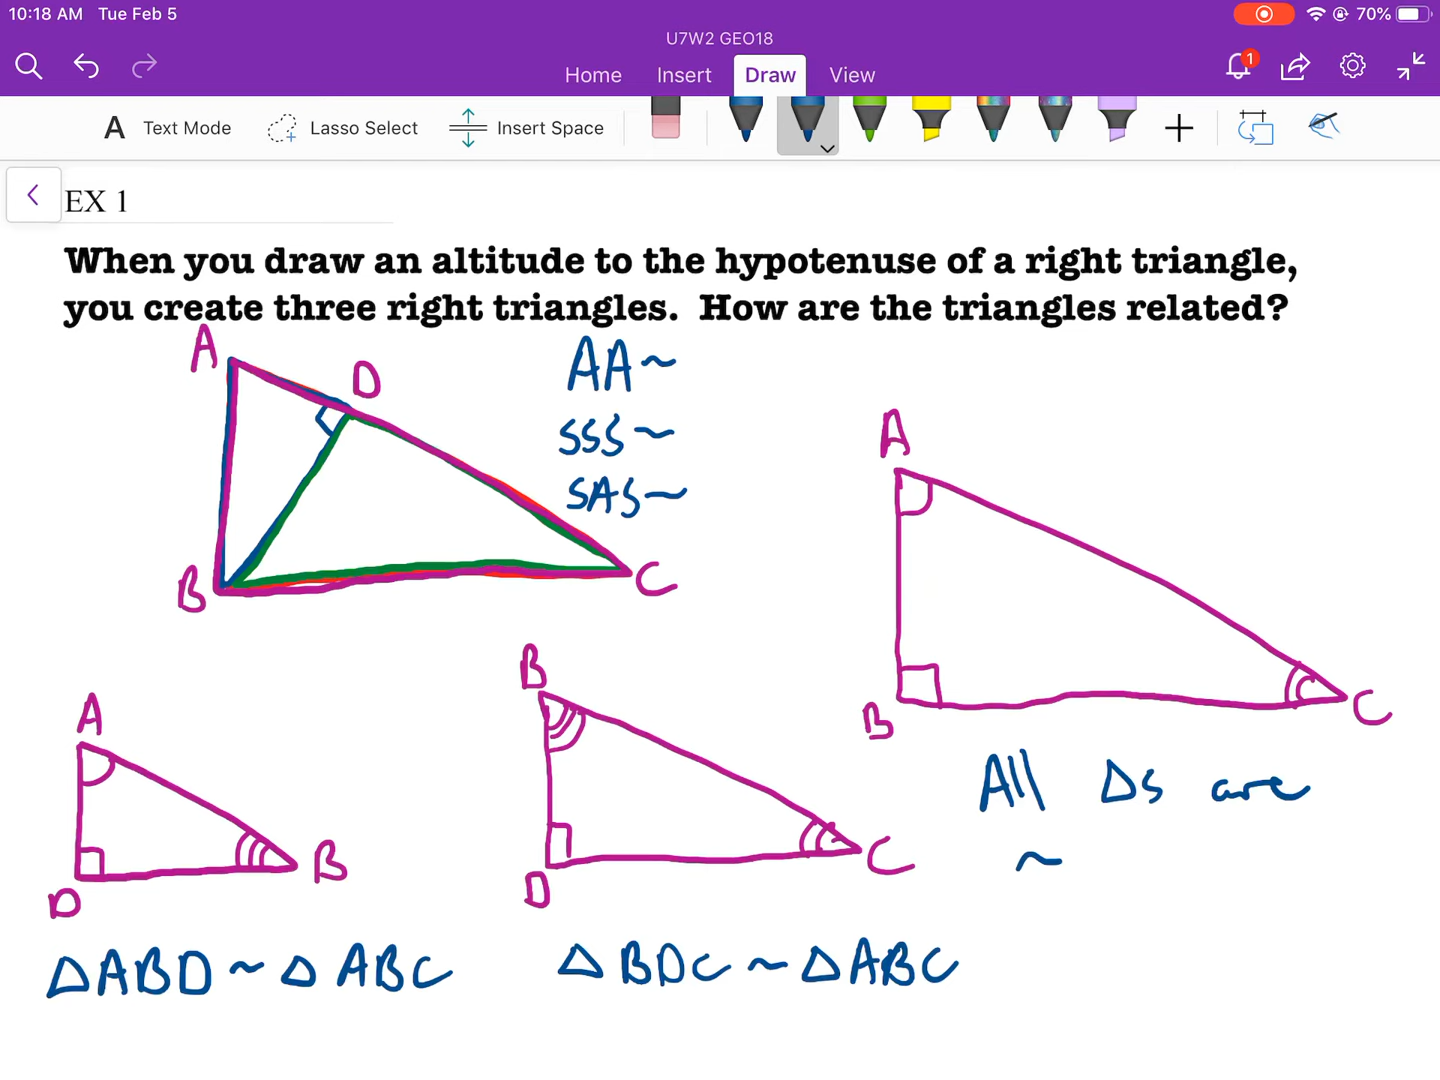 10:18 AM Tue Feb 5 70%
U7W2 GEO18
Home Insert Draw View 1
A Text Mode Lasso Select Insert Space
EX 1
When you draw an altitude to the hypotenuse of a right triangle,
you create three right triangles. How are the triangles related?
A
D
B
C
AA~
SSS~
SAS~
A
B
C
A
D
B
B
D
C
All Δs are
~
ΔABD ~ ΔABC
ΔBDC ~ ΔABC